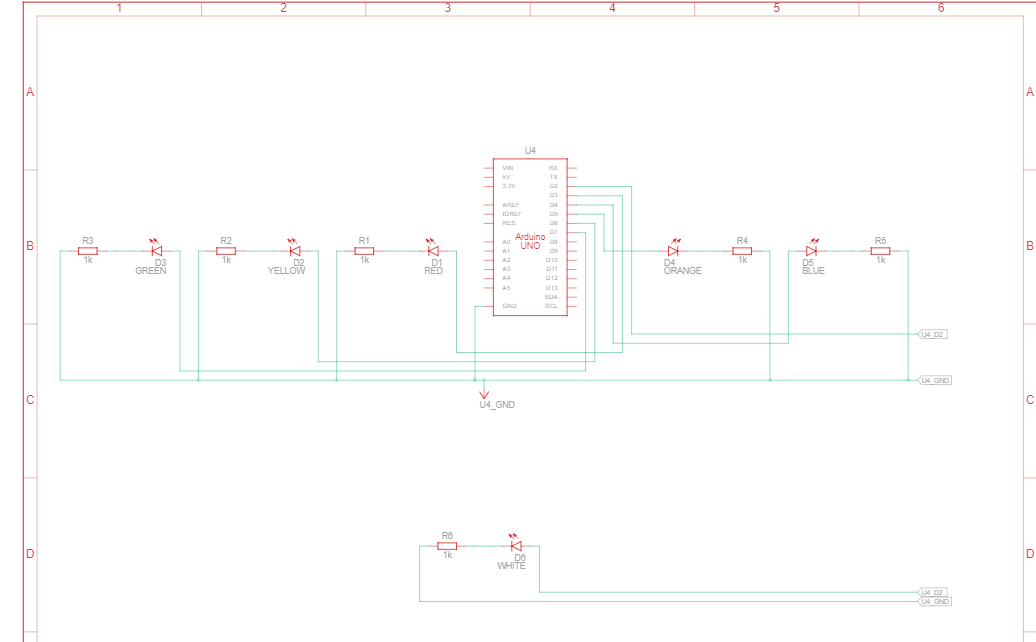 1 2 3 4 5 6
A A
U4
VIN RX
5V TX
3.3V D2
D3
AREF D4
IOREF D5
RES D6
D7
Arduino
UNO
A0 D8
A1 D9
A2 D10
A3 D11
A4 D12
A5 D13
SDA
GND SCL
B B
R3
1k
D3
GREEN
R2
1k
D2
YELLOW
R1
1k
D1
RED
D4
ORANGE
R4
1k
D5
BLUE
R5
1k
U4_D2
U4_GND
U4_GND
C C
R6
1k
D6
WHITE
D D
U4_D2
U4_GND